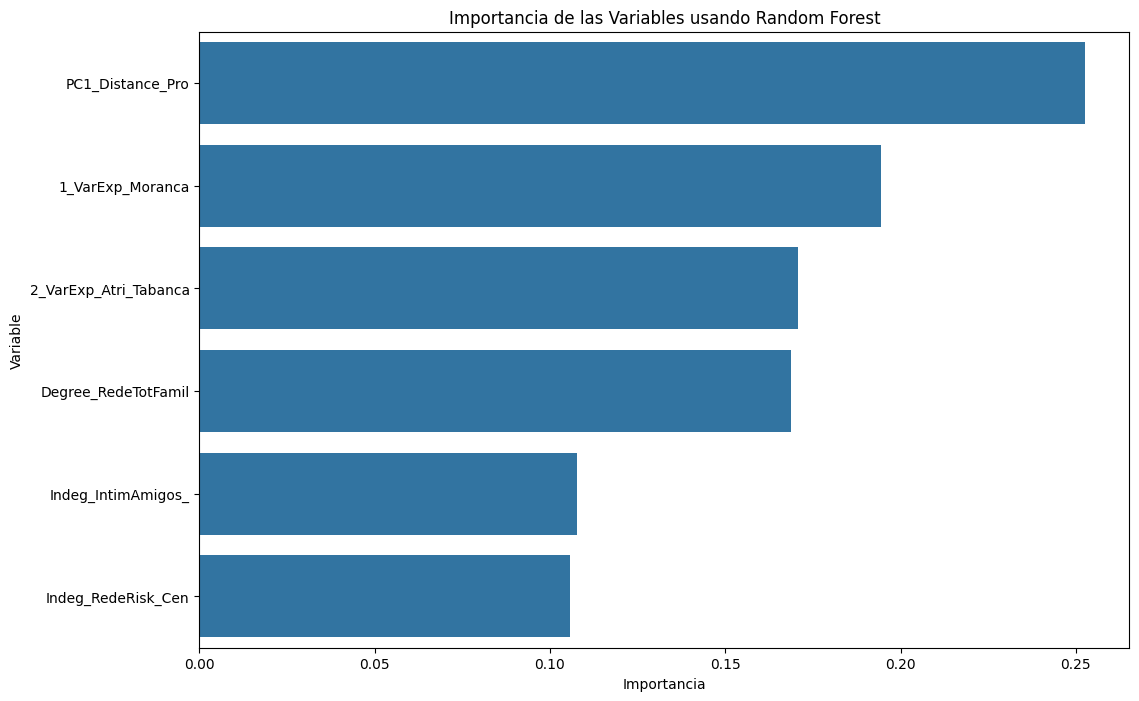 Importancia de las Variables usando Random Forest
PC1_Distance_Pro
1_VarExp_Moranca
2_VarExp_Atri_Tabanca
Degree_RedeTotFamil
Indeg_IntimAmigos_
Indeg_RedeRisk_Cen
Variable
0.00 0.05 0.10 0.15 0.20 0.25
Importancia